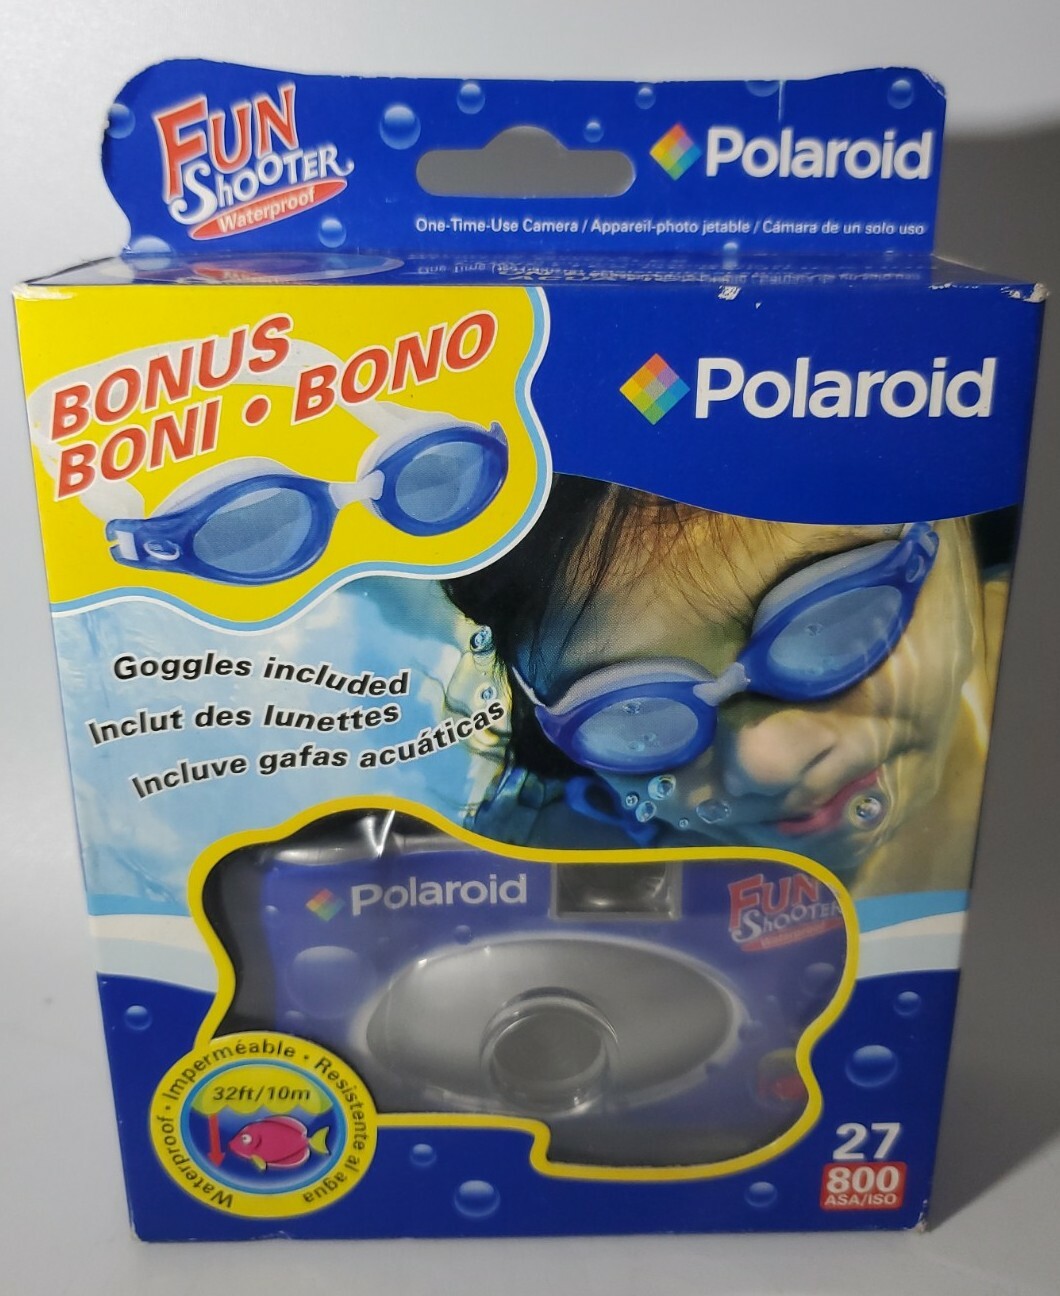 FUN
SHOOTER
Waterproof
Polaroid
One-Time-Use Camera / Appareil-photo jetable / Cámara de un solo uso
BONUS
BONI • BONO
Polaroid
Goggles included
Inclut des lunettes
Incluve gafas acuáticas
Polaroid
FUN
SHOOTER
Waterproof
Waterproof • Imperméable • Resistente al agua
32ft/10m
27
800
ASA/ISO